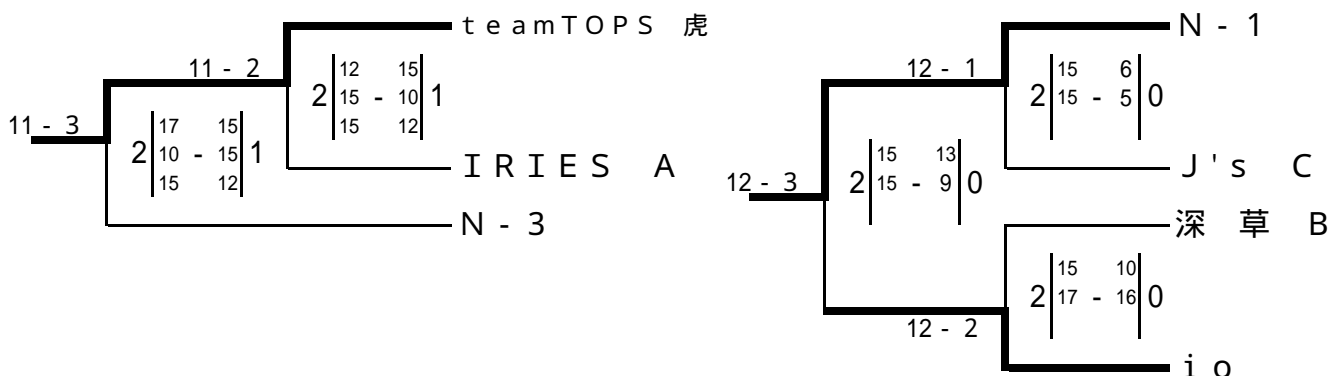 teamTOPS 虎
11 - 2
12 15
2 15 - 10 1
15 12
11 - 3
17 15
2 10 - 15 1
15 12
IRIES A
N - 3
N - 1
12 - 1
15 6
2 15 - 5 0
J's C
12 - 3
15 13
2 15 - 9 0
深 草 B
15 10
2 17 - 16 0
12 - 2
io